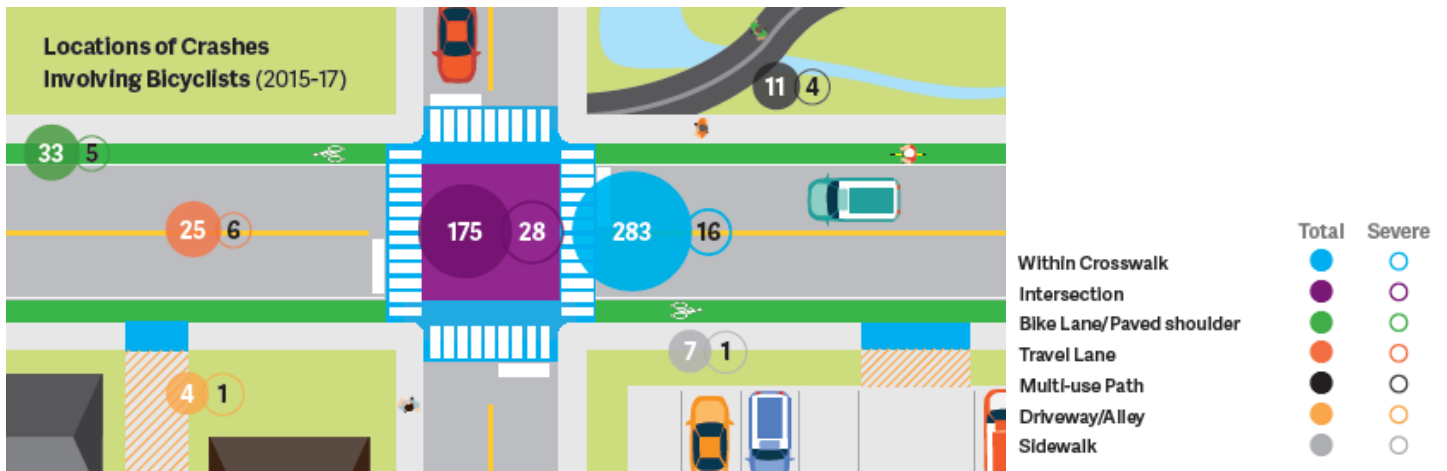 Locations of Crashes
Involving Bicyclists (2015-17)
11 4
33 5
25 6
175 28
283 16
7 1
4 1
Total Severe
Within Crosswalk
Intersection
Bike Lane/Paved shoulder
Travel Lane
Multi-use Path
Driveway/Alley
Sidewalk